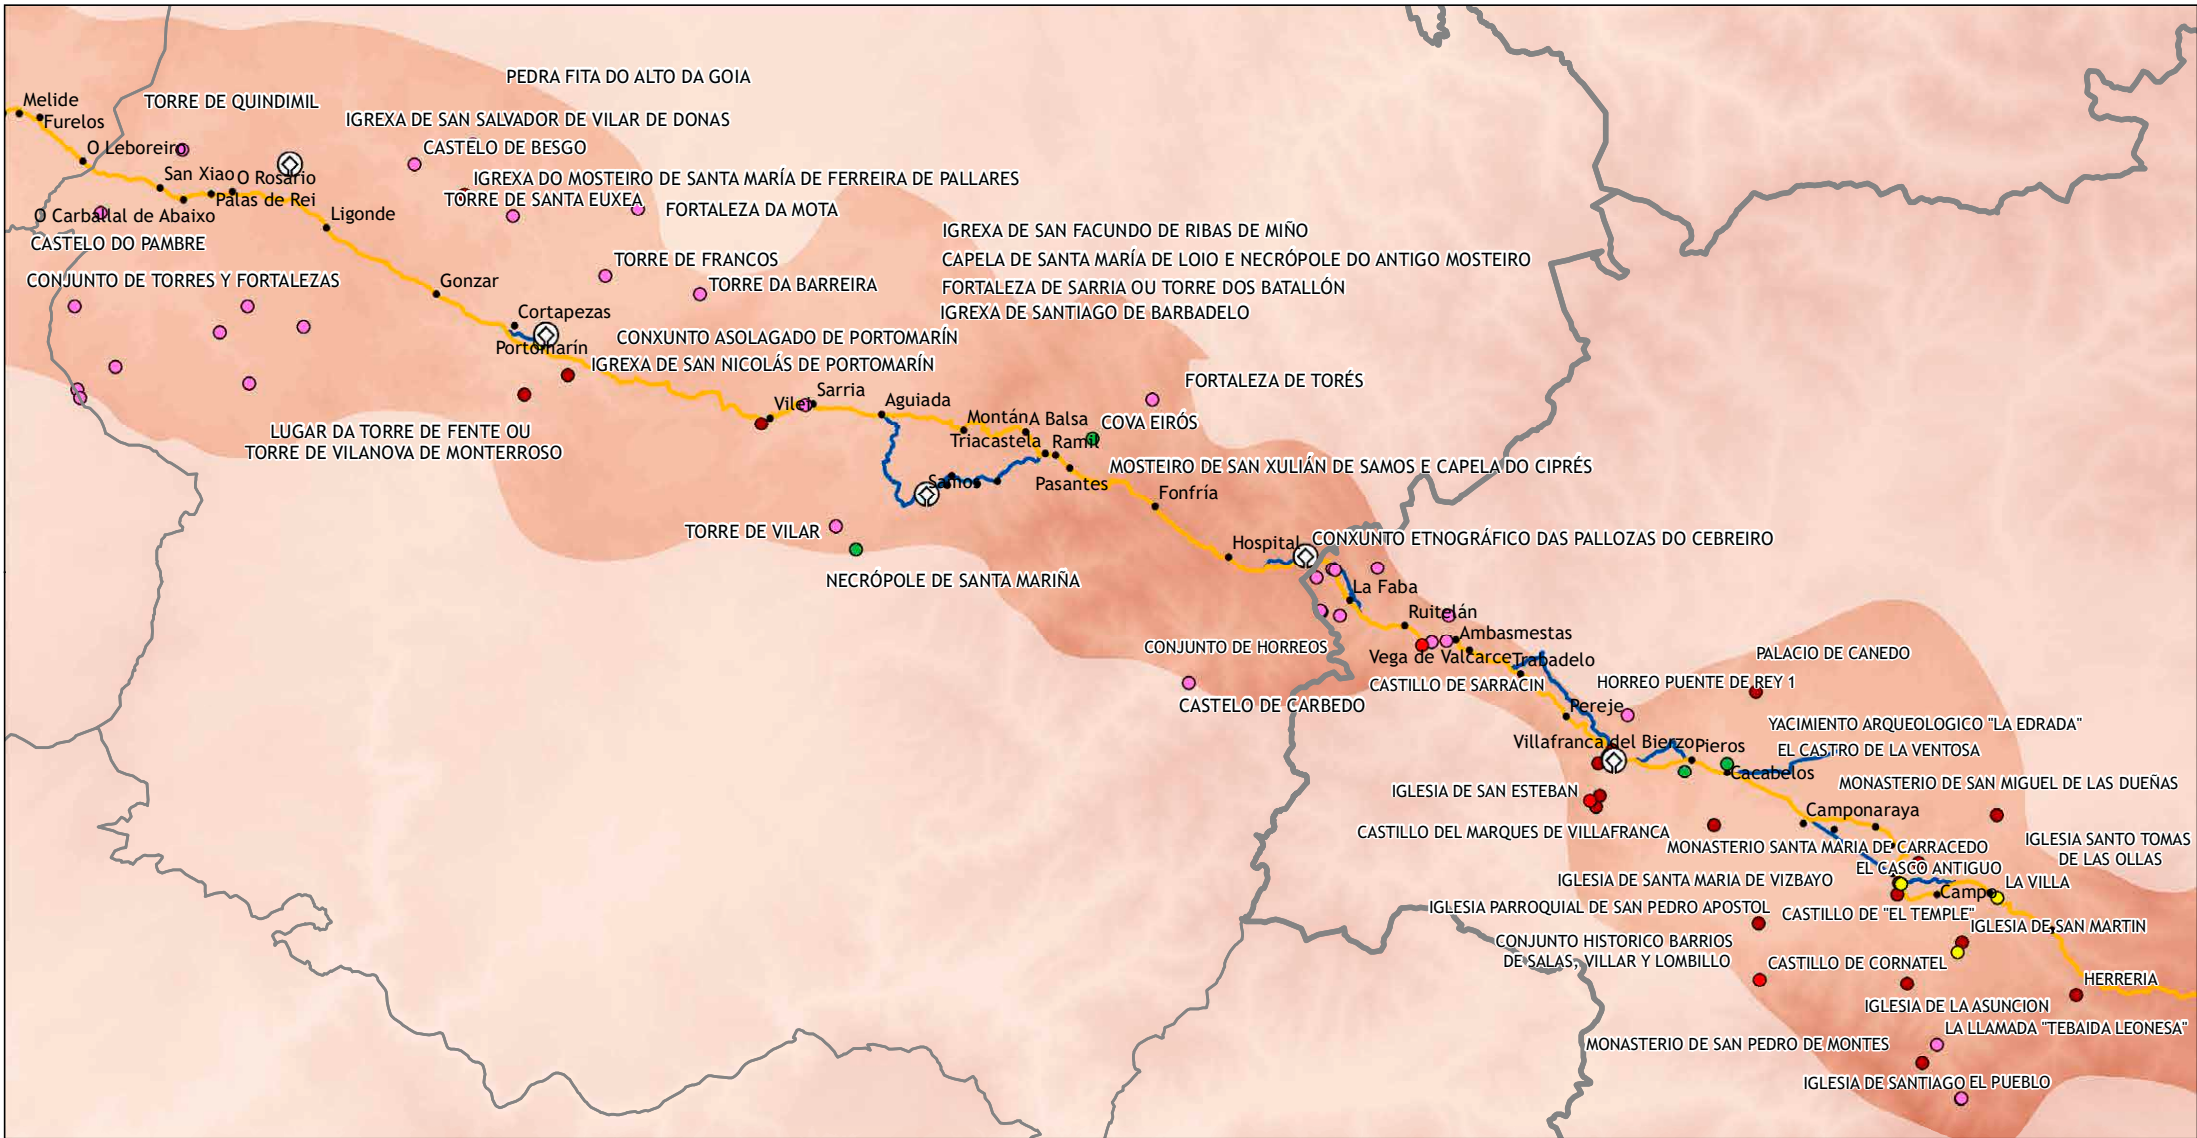 PEDRA FITA DO ALTO DA GOIA
Melide
TORRE DE QUINDIMIL
Furelos
IGREXA DE SAN SALVADOR DE VILAR DE DONAS
O Leboreiro
CASTELO DE BESGO
San Xiao
O Rosario
IGREXA DO MOSTEIRO DE SANTA MARÍA DE FERREIRA DE PALLARES
Palas de Rei
TORRE DE SANTA EUXEA
O Carballal de Abaixo
Ligonde
FORTALEZA DA MOTA
CASTELO DO PAMBRE
IGREXA DE SAN FACUNDO DE RIBAS DE MIÑO
TORRE DE FRANCOS
CAPELA DE SANTA MARÍA DE LOIO E NECRÓPOLE DO ANTIGO MOSTEIRO
CONJUNTO DE TORRES Y FORTALEZAS
Gonzar
TORRE DA BARREIRA
FORTALEZA DE SARRIA OU TORRE DOS BATALLÓN
Cortapezas
IGREXA DE SANTIAGO DE BARBADELO
CONXUNTO ASOLAGADO DE PORTOMARÍN
Portomarín
IGREXA DE SAN NICOLÁS DE PORTOMARÍN
FORTALEZA DE TORÉS
Sarria
Vilei
Aguiada
Montán
A Balsa
COVA EIRÓS
LUGAR DA TORRE DE FENTE OU
TORRE DE VILANOVA DE MONTERROSO
Triacastela
Ramil
MOSTEIRO DE SAN XULIÁN DE SAMOS E CAPELA DO CIPRÉS
Samos
Pasantes
Fonfría
TORRE DE VILAR
Hospital
CONXUNTO ETNOGRÁFICO DAS PALLOZAS DO CEBREIRO
NECRÓPOLE DE SANTA MARIÑA
La Faba
Ruitelán
Ambasmestas
CONJUNTO DE HORREOS
Vega de Valcarce
Trabadelo
PALACIO DE CANEDO
CASTILLO DE SARRACIN
HORREO PUENTE DE REY 1
CASTELO DE CARBEDO
Pereje
YACIMIENTO ARQUEOLOGICO "LA EDRADA"
Villafranca del Bierzo
Pieros
EL CASTRO DE LA VENTOSA
Cacabelos
MONASTERIO DE SAN MIGUEL DE LAS DUEÑAS
IGLESIA DE SAN ESTEBAN
Camponaraya
CASTILLO DEL MARQUES DE VILLAFRANCA
IGLESIA SANTO TOMAS
DE LAS OLLAS
MONASTERIO SANTA MARIA DE CARRACEDO
EL CASCO ANTIGUO
IGLESIA DE SANTA MARIA DE VIZBAYO
LA VILLA
Campo
IGLESIA PARROQUIAL DE SAN PEDRO APOSTOL
CASTILLO DE "EL TEMPLE"
IGLESIA DE SAN MARTIN
CONJUNTO HISTORICO BARRIOS
DE SALAS, VILLAR Y LOMBILLO
CASTILLO DE CORNATEL
HERRERIA
IGLESIA DE LA ASUNCION
LA LLAMADA "TEBAIDA LEONESA"
MONASTERIO DE SAN PEDRO DE MONTES
IGLESIA DE SANTIAGO
EL PUEBLO